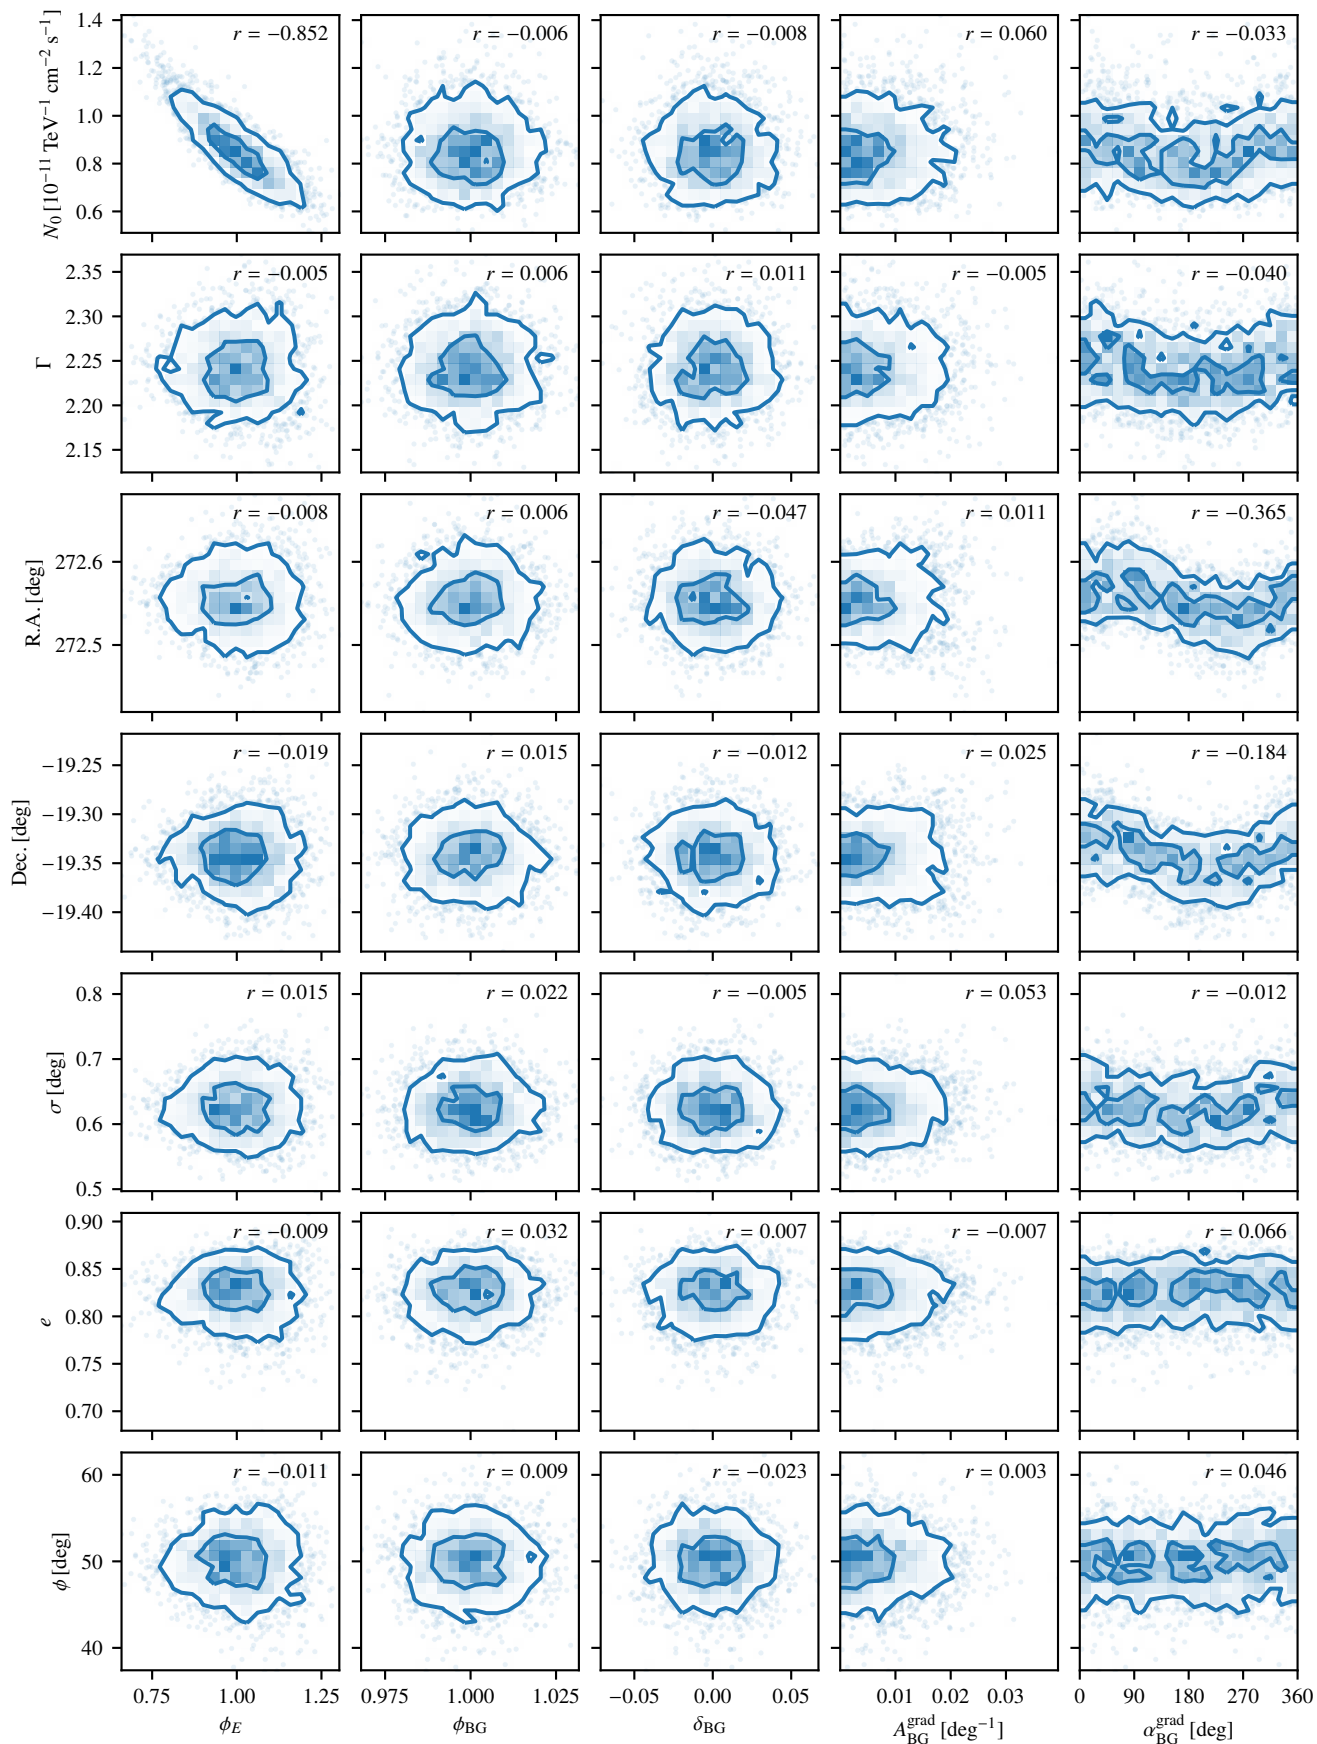 1.4
1.2
1.0
0.8
0.6
N₀ [10⁻¹¹ TeV⁻¹ cm⁻² s⁻¹]
r = −0.852
r = −0.006
r = −0.008
r = 0.060
r = −0.033
2.35
2.30
2.25
2.20
2.15
Γ
r = −0.005
r = 0.006
r = 0.011
r = −0.005
r = −0.040
272.6
272.5
R.A. [deg]
r = −0.008
r = 0.006
r = −0.047
r = 0.011
r = −0.365
−19.25
−19.30
−19.35
−19.40
Dec. [deg]
r = −0.019
r = 0.015
r = −0.012
r = 0.025
r = −0.184
0.8
0.7
0.6
0.5
σ [deg]
r = 0.015
r = 0.022
r = −0.005
r = 0.053
r = −0.012
0.90
0.85
0.80
0.75
0.70
e
r = −0.009
r = 0.032
r = 0.007
r = −0.007
r = 0.066
60
50
40
ϕ [deg]
r = −0.011
r = 0.009
r = −0.023
r = 0.003
r = 0.046
0.75 1.00 1.25
0.975 1.000 1.025
−0.05 0.00 0.05
0.01 0.02 0.03
0 90 180 270 360
ϕ_E
ϕ_BG
δ_BG
A_BG^grad [deg⁻¹]
α_BG^grad [deg]